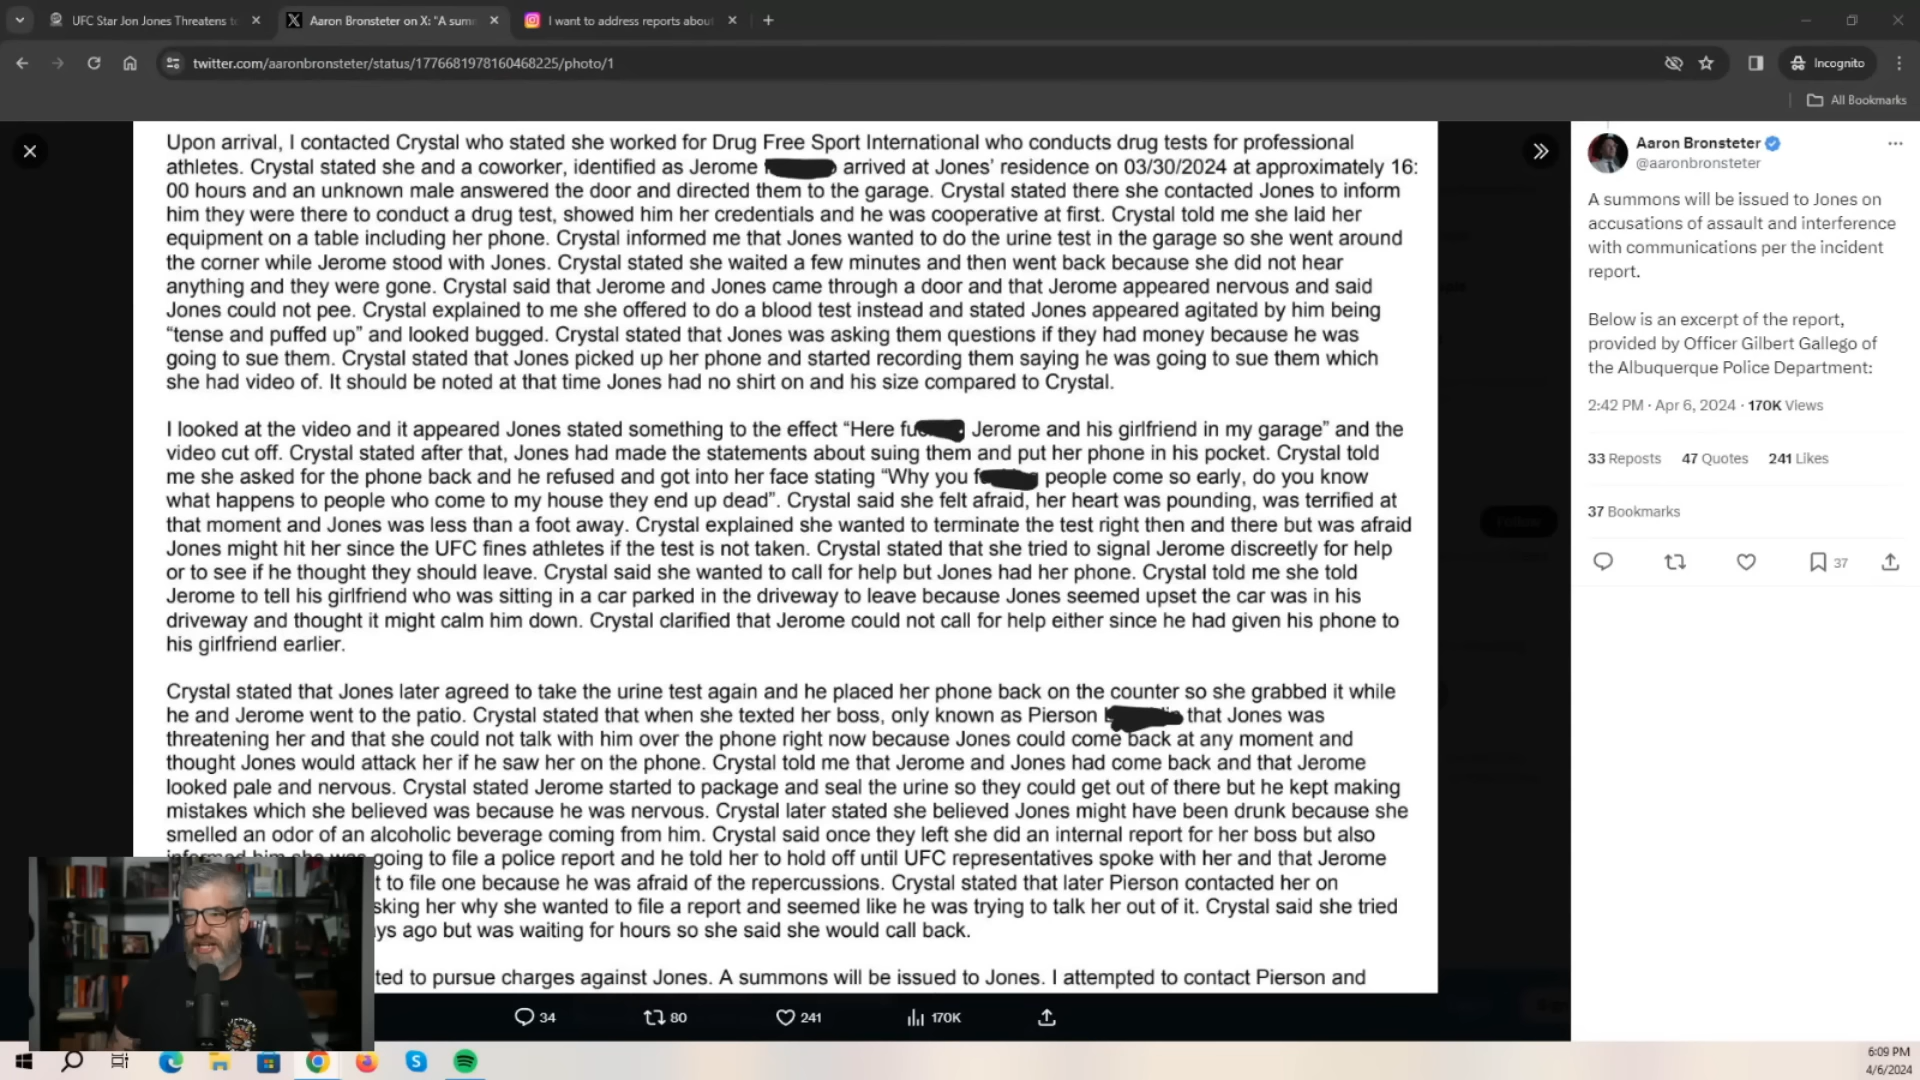 UFC Star Jon Jones Threatens to
Aaron Bronsteter on X: "A summ
I want to address reports about
twitter.com/aaronbronsteter/status/1776681978160468225/photo/1
Incognito
All Bookmarks
Upon arrival, I contacted Crystal who stated she worked for Drug Free Sport International who conducts drug tests for professional
athletes. Crystal stated she and a coworker, identified as Jerome arrived at Jones' residence on 03/30/2024 at approximately 16:
00 hours and an unknown male answered the door and directed them to the garage. Crystal stated there she contacted Jones to inform
him they were there to conduct a drug test, showed him her credentials and he was cooperative at first. Crystal told me she laid her
equipment on a table including her phone. Crystal informed me that Jones wanted to do the urine test in the garage so she went around
the corner while Jerome stood with Jones. Crystal stated she waited a few minutes and then went back because she did not hear
anything and they were gone. Crystal said that Jerome and Jones came through a door and that Jerome appeared nervous and said
Jones could not pee. Crystal explained to me she offered to do a blood test instead and stated Jones appeared agitated by him being
“tense and puffed up” and looked bugged. Crystal stated that Jones was asking them questions if they had money because he was
going to sue them. Crystal stated that Jones picked up her phone and started recording them saying he was going to sue them which
she had video of. It should be noted at that time Jones had no shirt on and his size compared to Crystal.
I looked at the video and it appeared Jones stated something to the effect “Here fu Jerome and his girlfriend in my garage” and the
video cut off. Crystal stated after that, Jones had made the statements about suing them and put her phone in his pocket. Crystal told
me she asked for the phone back and he refused and got into her face stating “Why you f people come so early, do you know
what happens to people who come to my house they end up dead”. Crystal said she felt afraid, her heart was pounding, was terrified at
that moment and Jones was less than a foot away. Crystal explained she wanted to terminate the test right then and there but was afraid
Jones might hit her since the UFC fines athletes if the test is not taken. Crystal stated that she tried to signal Jerome discreetly for help
or to see if he thought they should leave. Crystal said she wanted to call for help but Jones had her phone. Crystal told me she told
Jerome to tell his girlfriend who was sitting in a car parked in the driveway to leave because Jones seemed upset the car was in his
driveway and thought it might calm him down. Crystal clarified that Jerome could not call for help either since he had given his phone to
his girlfriend earlier.
Crystal stated that Jones later agreed to take the urine test again and he placed her phone back on the counter so she grabbed it while
he and Jerome went to the patio. Crystal stated that when she texted her boss, only known as Pierson that Jones was
threatening her and that she could not talk with him over the phone right now because Jones could come back at any moment and
thought Jones would attack her if he saw her on the phone. Crystal told me that Jerome and Jones had come back and that Jerome
looked pale and nervous. Crystal stated Jerome started to package and seal the urine so they could get out of there but he kept making
mistakes which she believed was because he was nervous. Crystal later stated she believed Jones might have been drunk because she
smelled an odor of an alcoholic beverage coming from him. Crystal said once they left she did an internal report for her boss but also
going to file a police report and he told her to hold off until UFC representatives spoke with her and that Jerome
t to file one because he was afraid of the repercussions. Crystal stated that later Pierson contacted her on
sking her why she wanted to file a report and seemed like he was trying to talk her out of it. Crystal said she tried
ys ago but was waiting for hours so she said she would call back.
ted to pursue charges against Jones. A summons will be issued to Jones. I attempted to contact Pierson and
34
80
241
170K
Aaron Bronsteter
@aaronbronsteter
A summons will be issued to Jones on
accusations of assault and interference
with communications per the incident
report.
Below is an excerpt of the report,
provided by Officer Gilbert Gallego of
the Albuquerque Police Department:
2:42 PM · Apr 6, 2024 · 170K Views
33 Reposts 47 Quotes 241 Likes
37 Bookmarks
37
6:09 PM
4/6/2024